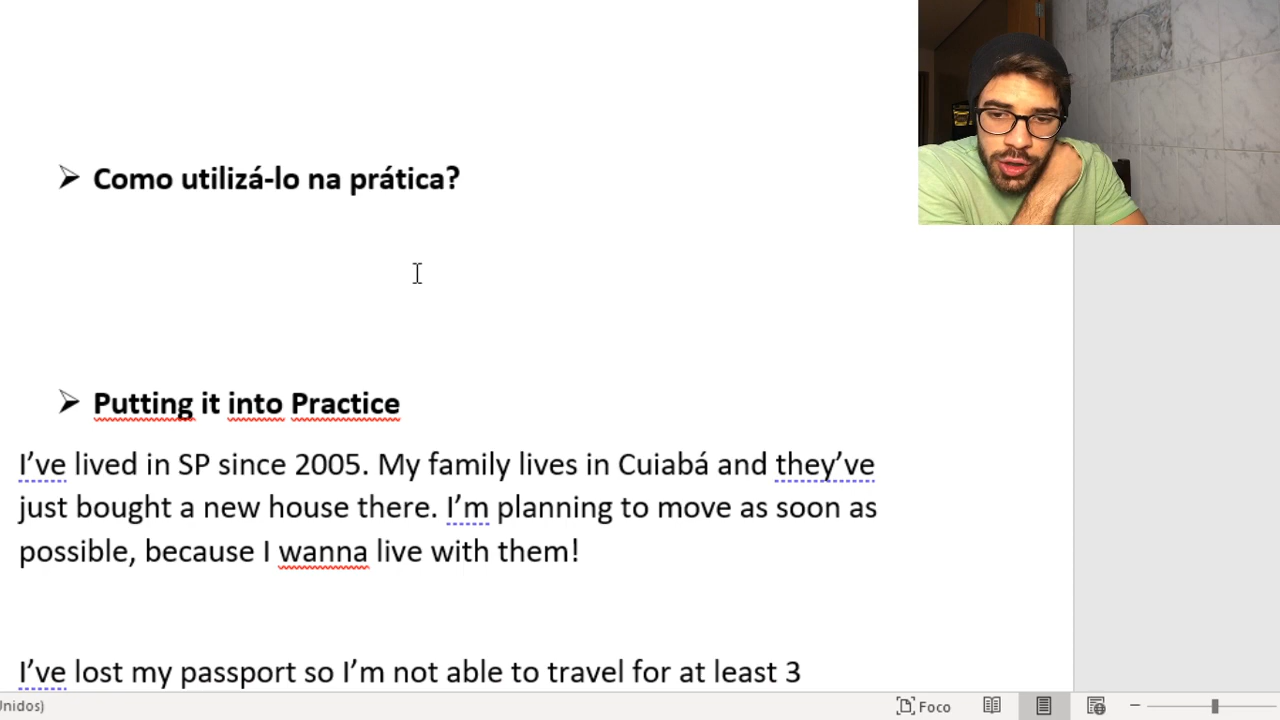 Como utilizá-lo na prática?
Putting it into Practice
I’ve lived in SP since 2005. My family lives in Cuiabá and they’ve
just bought a new house there. I’m planning to move as soon as
possible, because I wanna live with them!
I’ve lost my passport so I’m not able to travel for at least 3
Unidos)
Foco